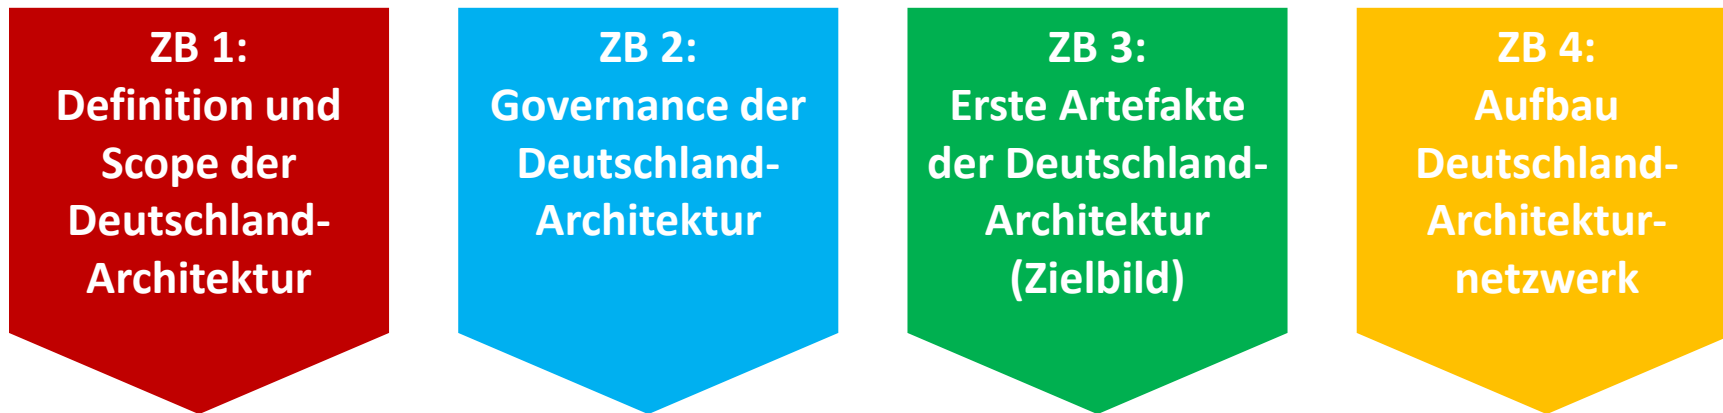 ZB 1:
Definition und
Scope der
Deutschland-
Architektur
ZB 2:
Governance der
Deutschland-
Architektur
ZB 3:
Erste Artefakte
der Deutschland-
Architektur
(Zielbild)
ZB 4:
Aufbau
Deutschland-
Architektur-
netzwerk